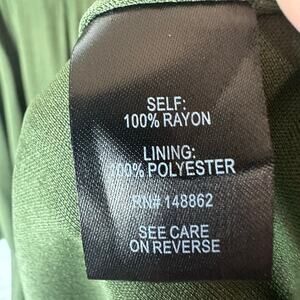 SELF:
100% RAYON
LINING:
100% POLYESTER
RN# 148862
SEE CARE
ON REVERSE